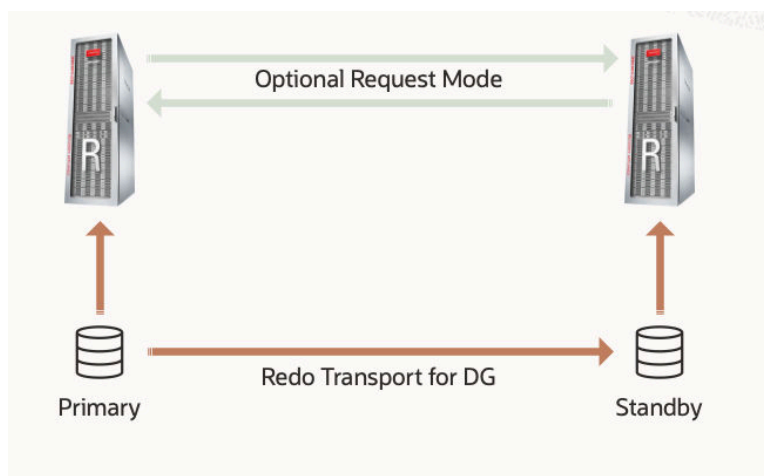 Optional Request Mode
R
R
Redo Transport for DG
Primary
Standby